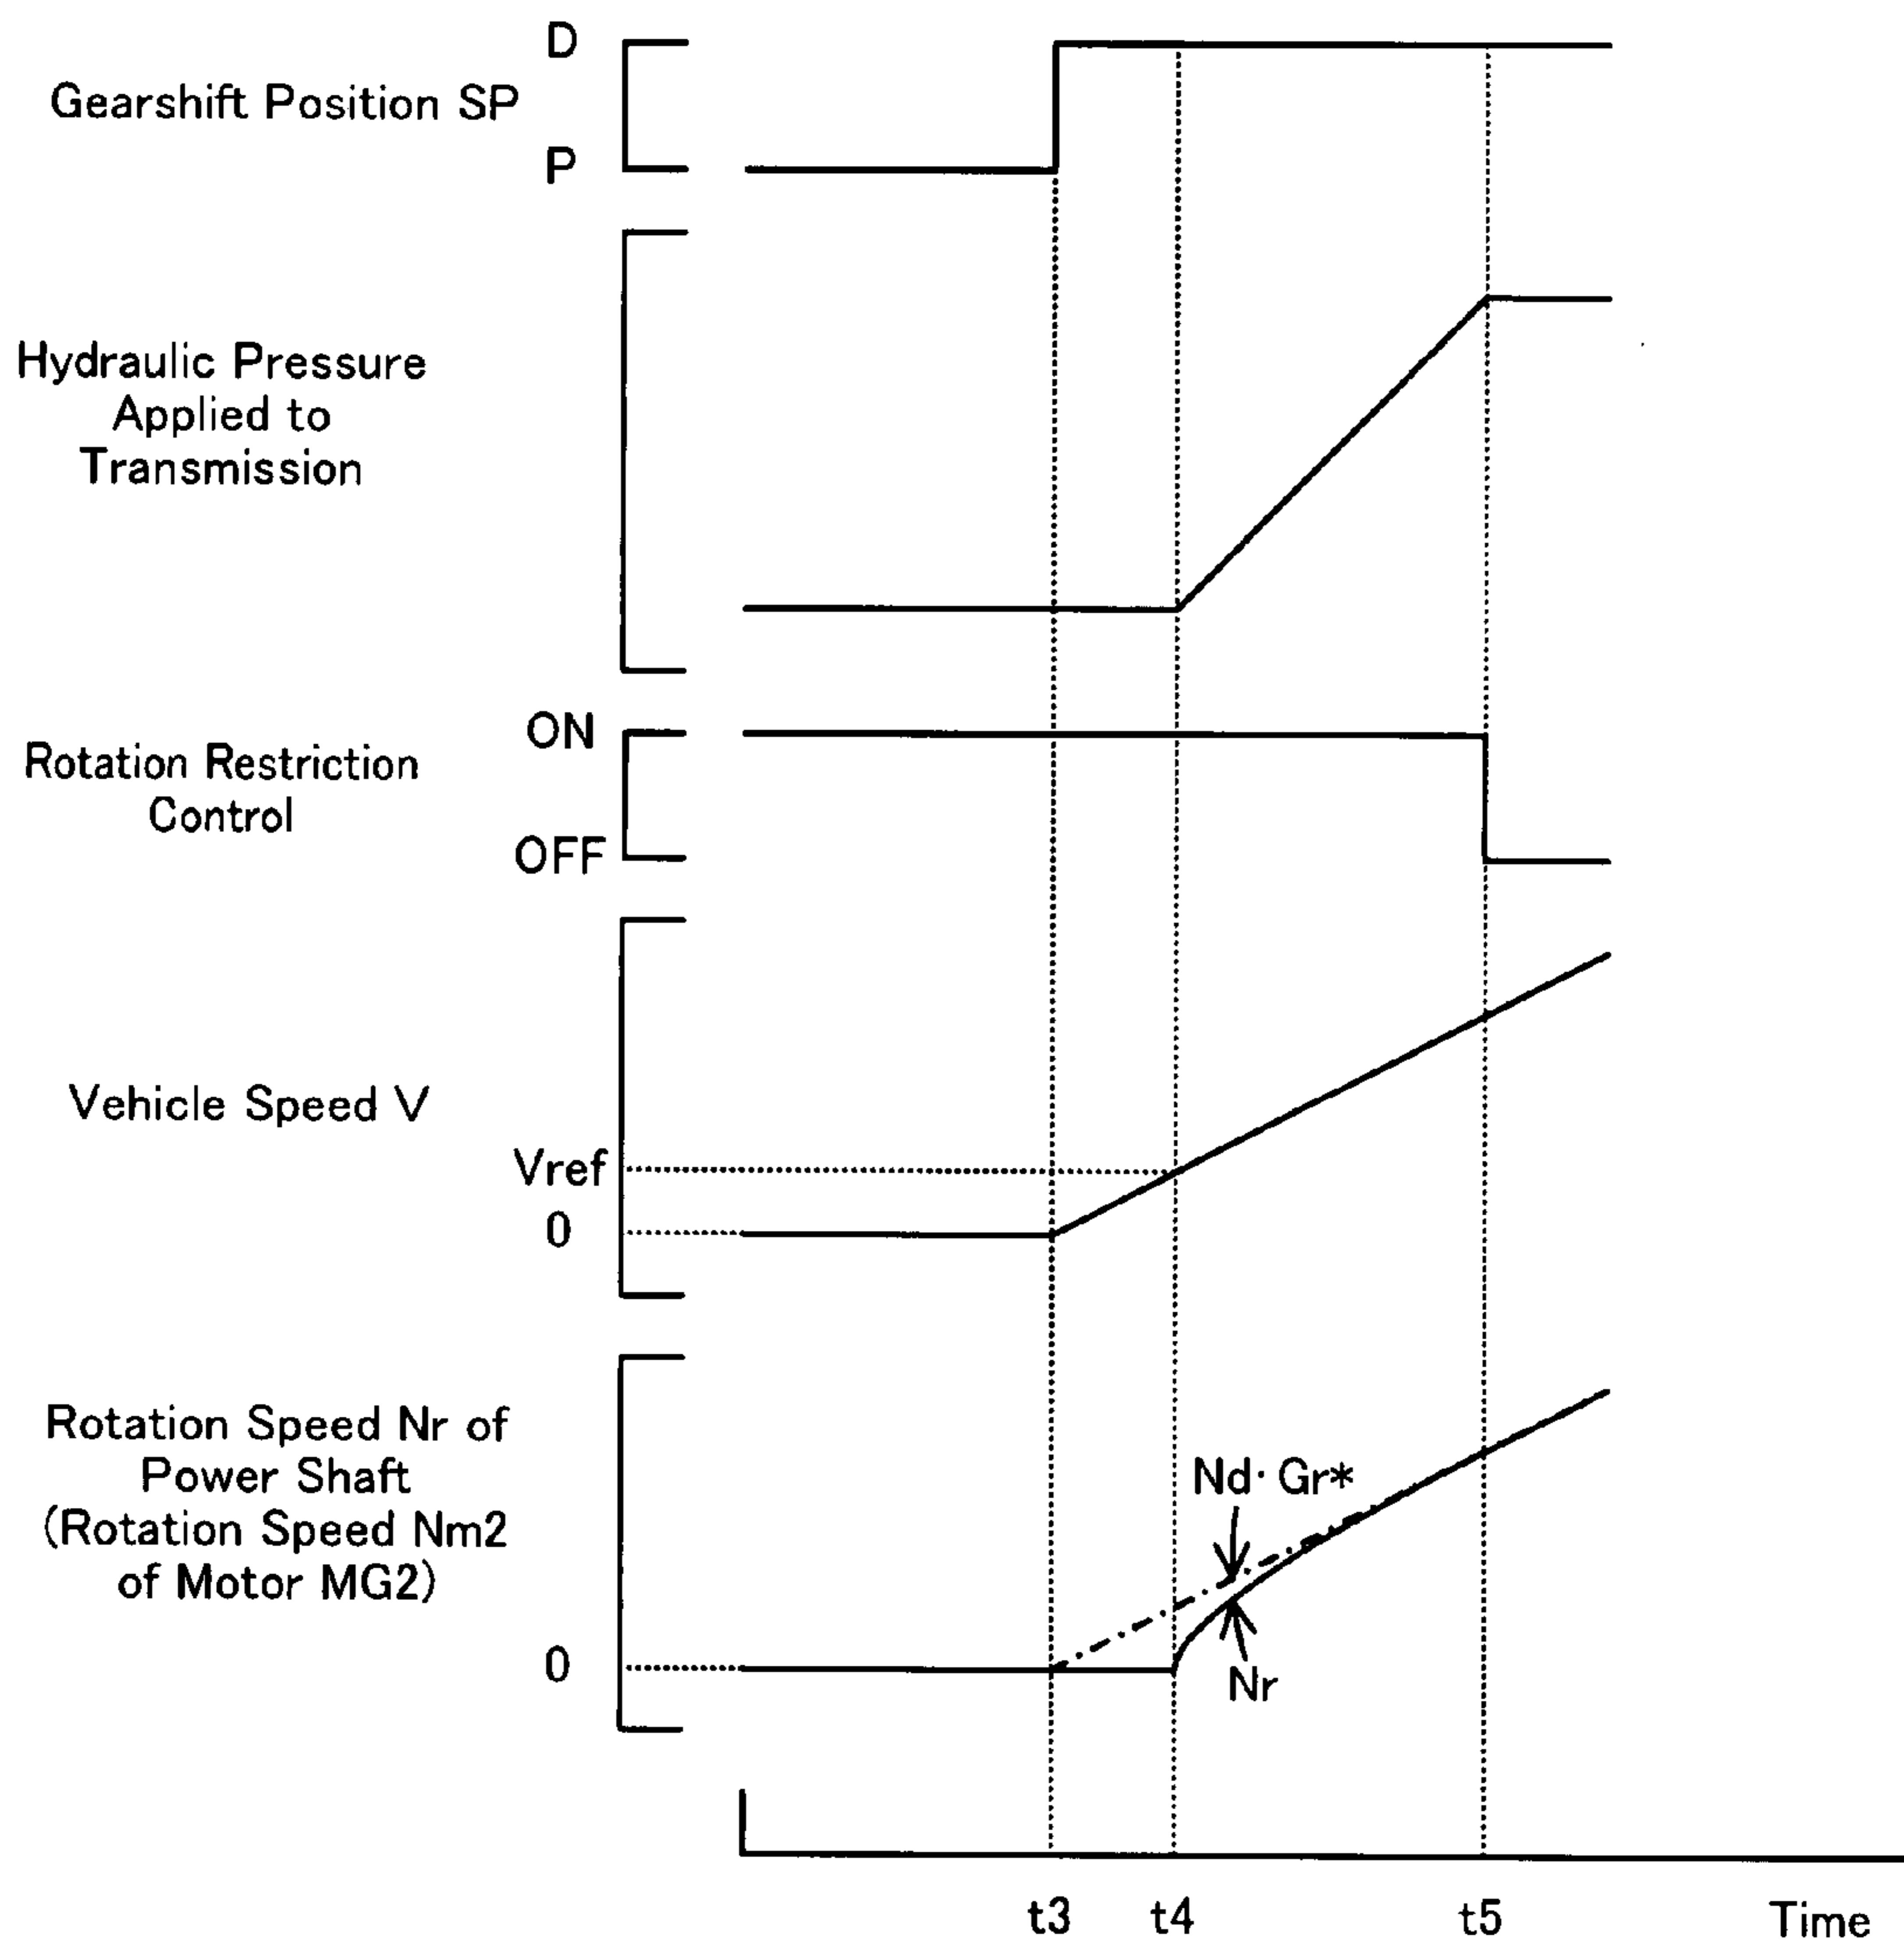 D
Gearshift Position SP
P
Hydraulic Pressure
Applied to
Transmission
ON
Rotation Restriction
Control
OFF
Vehicle Speed V
Vref
0
Rotation Speed Nr of
Power Shaft
(Rotation Speed Nm2
of Motor MG2)
Nd·Gr*
Nr
0
t3 t4 t5 Time